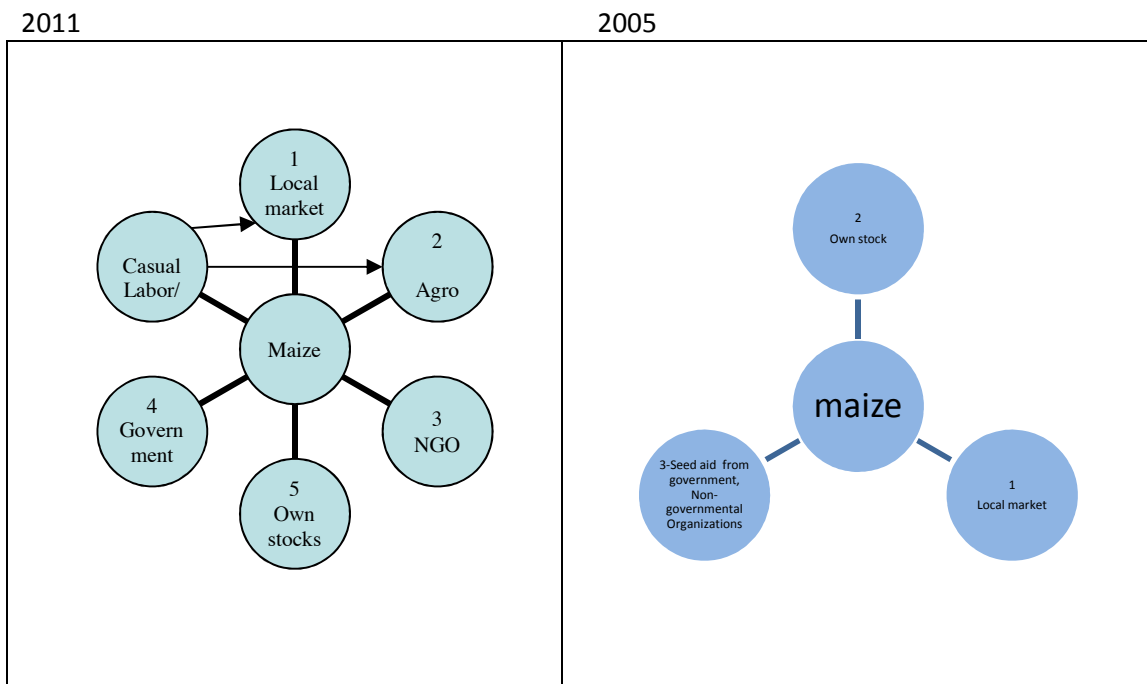 2011
2005
1
Local
market
2
Agro
3
NGO
5
Own
stocks
4
Govern
ment
Casual
Labor/
Maize
2
Own stock
maize
1
Local market
3-Seed aid from
government,
Non-
governmental
Organizations